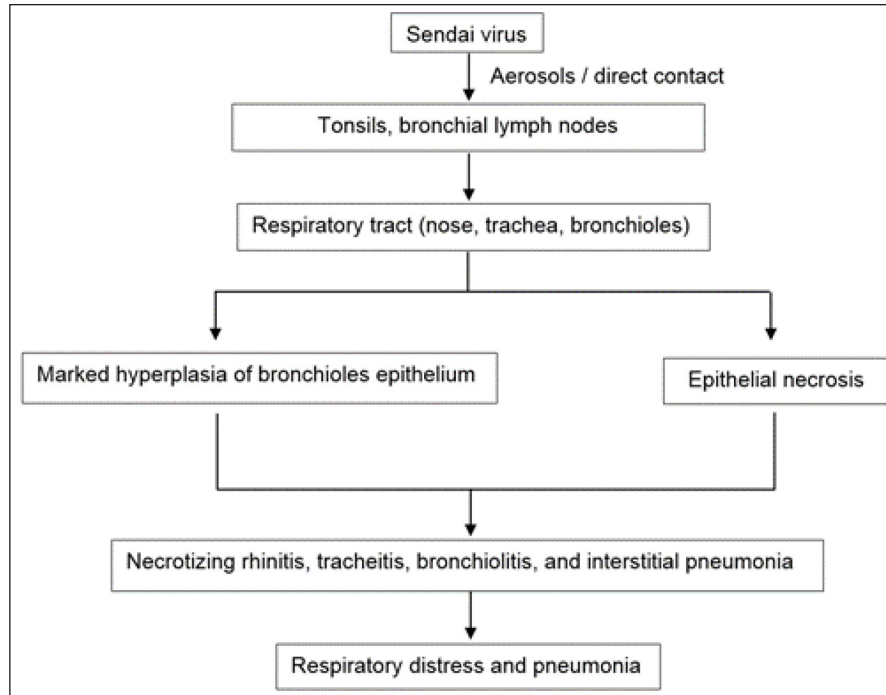 Sendai virus
Aerosols / direct contact
Tonsils, bronchial lymph nodes
Respiratory tract (nose, trachea, bronchioles)
Marked hyperplasia of bronchioles epithelium
Epithelial necrosis
Necrotizing rhinitis, tracheitis, bronchiolitis, and interstitial pneumonia
Respiratory distress and pneumonia